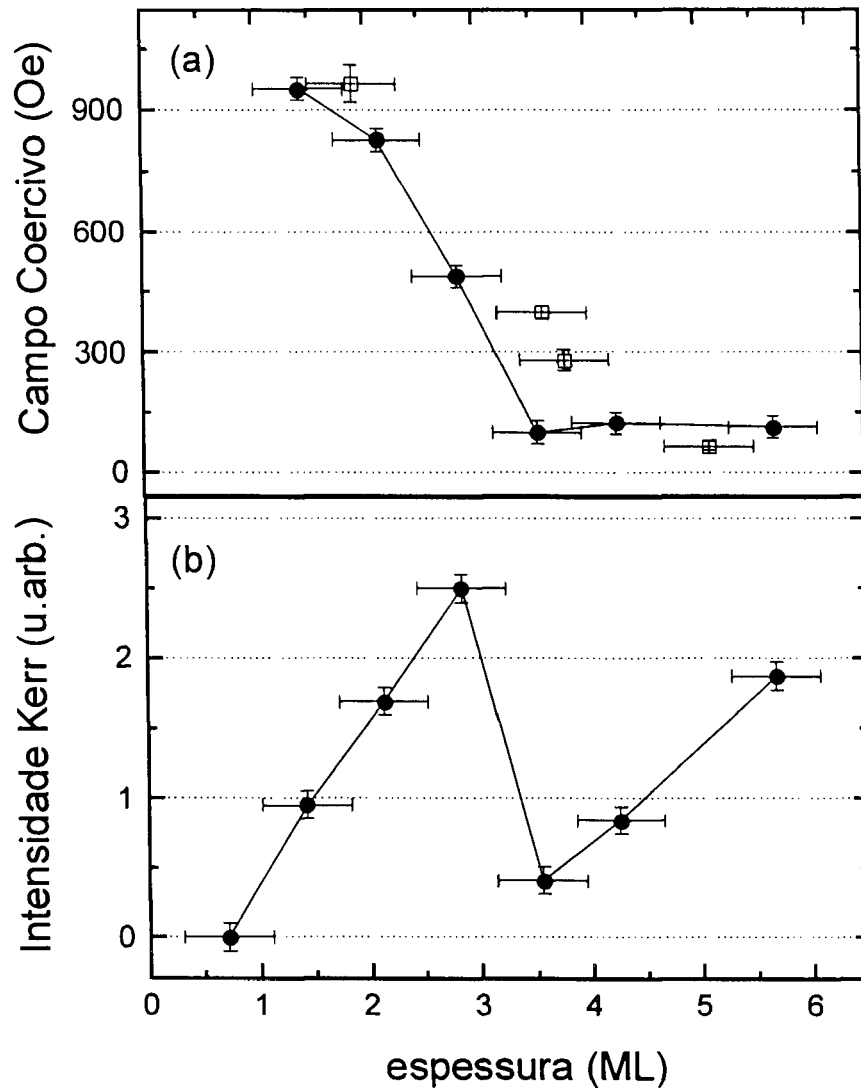 (a)
Campo Coercivo (Oe)
900
600
300
0
(b)
Intensidade Kerr (u.arb.)
3
2
1
0
0 1 2 3 4 5 6
espessura (ML)